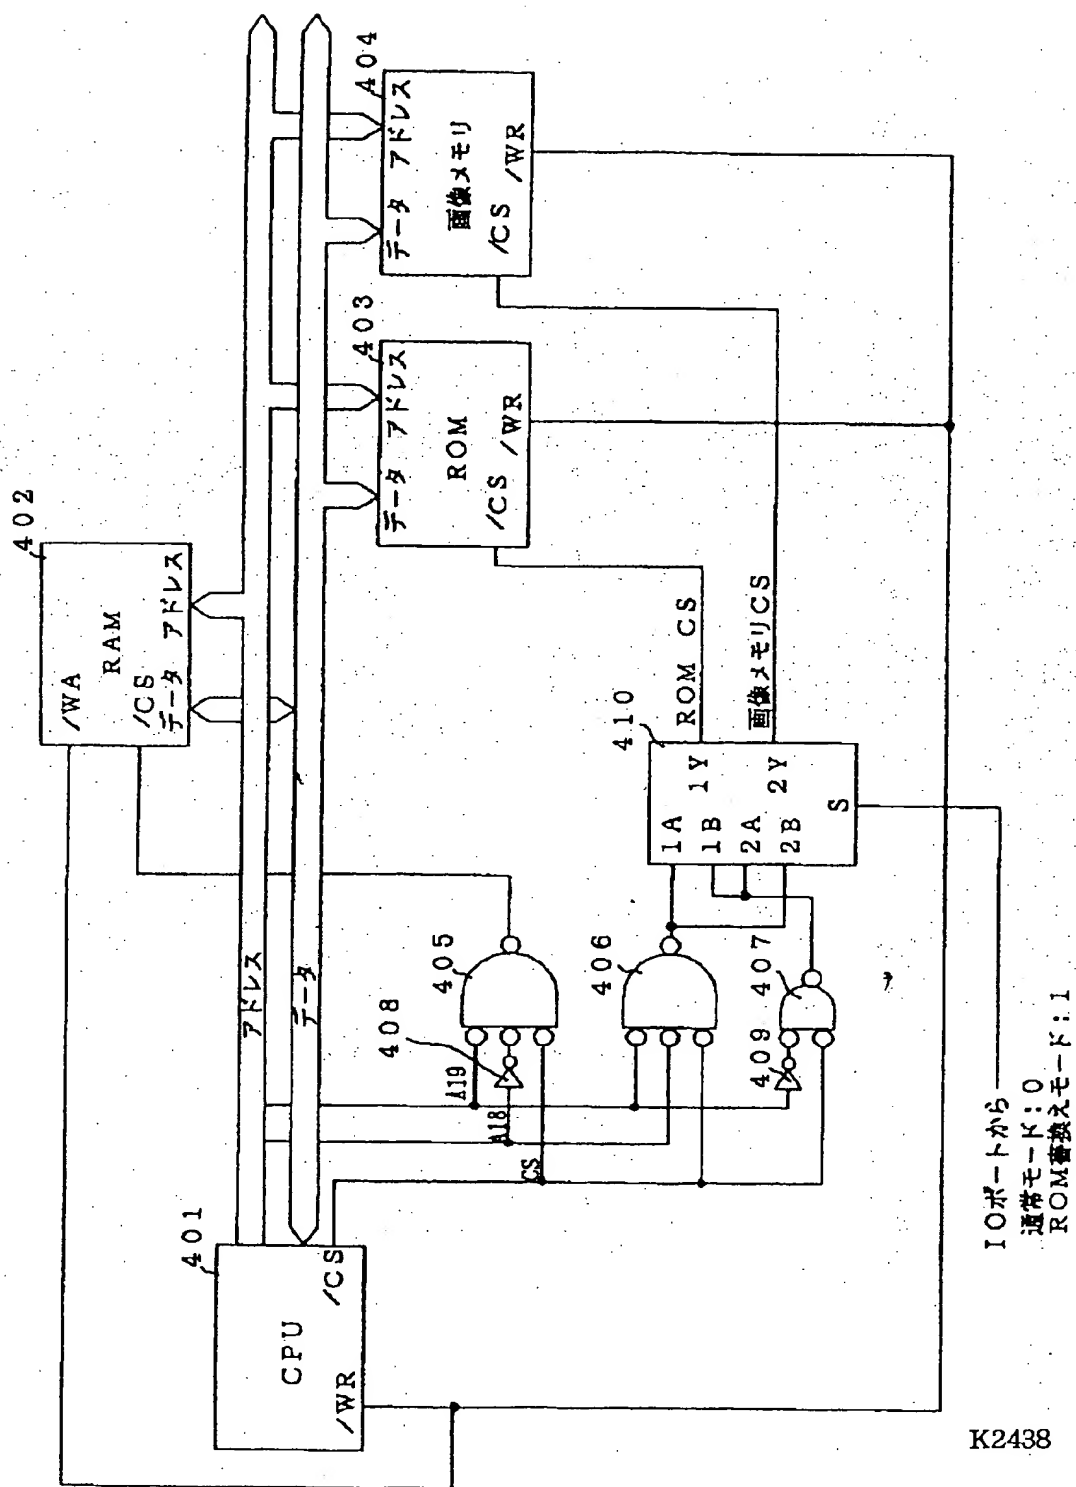 402
/WA
RAM
/CS
データ アドレス
404
データ アドレス
画像メモリ
/CS /WR
403
データ アドレス
ROM
/CS /WR
アドレス
データ
401
CPU
/CS
/WR
405
408
A19
A18
CS
406
407
409
410
1A
1B
2A
2B
1Y
2Y
S
ROM CS
画像メモリCS
IOポートから
通常モード:0
ROM書換えモード:1
K2438